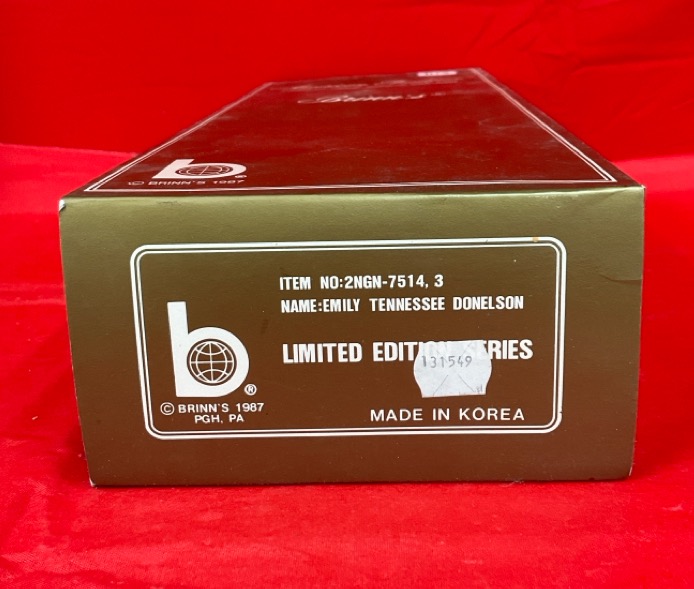 Brinn's ®
b ®
© BRINN'S 1987
ITEM NO:2NGN-7514, 3
NAME:EMILY TENNESSEE DONELSON
LIMITED EDITION SERIES
131549
b ®
© BRINN'S 1987
PGH, PA
MADE IN KOREA